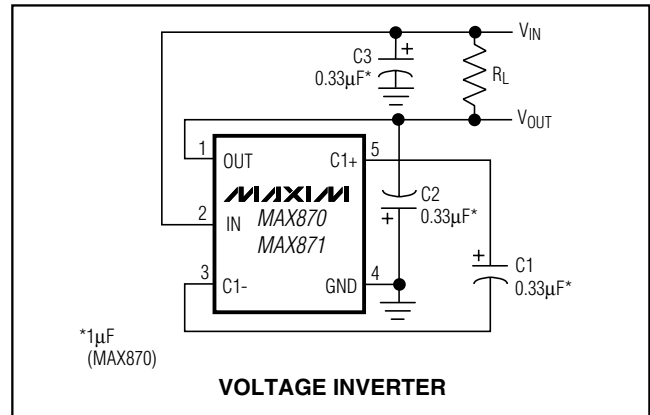 V_IN
C3 +
0.33µF*
R_L
V_OUT
1 OUT C1+ 5
MAXIM
C2
2 IN MAX870
+ 0.33µF*
MAX871
3 C1- GND 4
+ C1
0.33µF*
*1µF
(MAX870)
VOLTAGE INVERTER